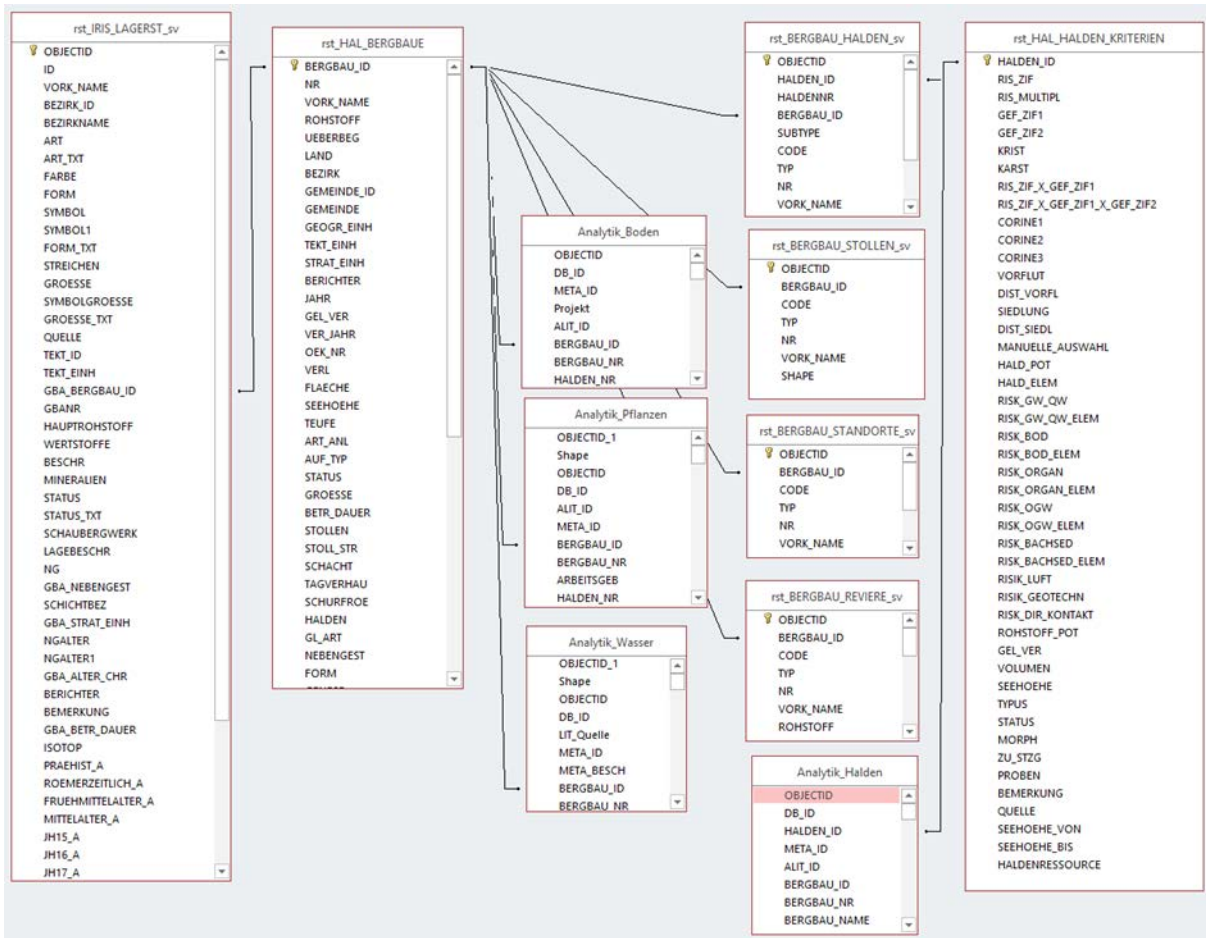 rst_IRIS_LAGERST_sv
OBJECTID
ID
VORK_NAME
BEZIRK_ID
BEZIRKNAME
ART
ART_TXT
FARBE
FORM
SYMBOL
SYMBOL1
FORM_TXT
STREICHEN
GROESSE
SYMBOLGROESSE
GROESSE_TXT
QUELLE
TEKT_ID
TEKT_EINH
GBA_BERGBAU_ID
GBANR
HAUPTROHSTOFF
WERTSTOFFE
BESCHR
MINERALIEN
STATUS
STATUS_TXT
SCHAUBERGWERK
LAGEBESCHR
NG
GBA_NEBENGEST
SCHICHTBEZ
GBA_STRAT_EINH
NGALTER
NGALTER1
GBA_ALTER_CHR
BERICHTER
BEMERKUNG
GBA_BETR_DAUER
ISOTOP
PRAEHIST_A
ROEMERZEITLICH_A
FRUEHMITTELALTER_A
MITTELALTER_A
JH15_A
JH16_A
JH17_A
rst_HAL_BERGBAUE
BERGBAU_ID
NR
VORK_NAME
ROHSTOFF
UEBERBEG
LAND
BEZIRK
GEMEINDE_ID
GEMEINDE
GEOGR_EINH
TEKT_EINH
STRAT_EINH
BERICHTER
JAHR
GEL_VER
VER_JAHR
OEK_NR
VERL
FLAECHE
SEEHOEHE
TEUFE
ART_ANL
AUF_TYP
STATUS
GROESSE
BETR_DAUER
STOLLEN
STOLL_STR
SCHACHT
TAGVERHAU
SCHURFROE
HALDEN
GL_ART
NEBENGEST
FORM
Analytik_Boden
OBJECTID
DB_ID
META_ID
Projekt
ALIT_ID
BERGBAU_ID
BERGBAU_NR
HALDEN_NR
Analytik_Pflanzen
OBJECTID_1
Shape
OBJECTID
DB_ID
ALIT_ID
META_ID
BERGBAU_ID
BERGBAU_NR
ARBEITSGEB
HALDEN_NR
Analytik_Wasser
OBJECTID_1
Shape
OBJECTID
DB_ID
LIT_Quelle
META_ID
META_BESCH
BERGBAU_ID
BERGBAU_NR
rst_BERGBAU_HALDEN_sv
OBJECTID
HALDEN_ID
HALDENNR
BERGBAU_ID
SUBTYPE
CODE
TYP
NR
VORK_NAME
rst_BERGBAU_STOLLEN_sv
OBJECTID
BERGBAU_ID
CODE
TYP
NR
VORK_NAME
SHAPE
rst_BERGBAU_STANDORTE_sv
OBJECTID
BERGBAU_ID
CODE
TYP
NR
VORK_NAME
rst_BERGBAU_REVIERE_sv
OBJECTID
BERGBAU_ID
CODE
TYP
NR
VORK_NAME
ROHSTOFF
Analytik_Halden
OBJECTID
DB_ID
HALDEN_ID
META_ID
ALIT_ID
BERGBAU_ID
BERGBAU_NR
BERGBAU_NAME
rst_HAL_HALDEN_KRITERIEN
HALDEN_ID
RIS_ZIF
RIS_MULTIPL
GEF_ZIF1
GEF_ZIF2
KRIST
KARST
RIS_ZIF_X_GEF_ZIF1
RIS_ZIF_X_GEF_ZIF1_X_GEF_ZIF2
CORINE1
CORINE2
CORINE3
VORFLUT
DIST_VORFL
SIEDLUNG
DIST_SIEDL
MANUELLE_AUSWAHL
HALD_POT
HALD_ELEM
RISK_GW_QW
RISK_GW_QW_ELEM
RISK_BOD
RISK_BOD_ELEM
RISK_ORGAN
RISK_ORGAN_ELEM
RISK_OGW
RISK_OGW_ELEM
RISK_BACHSED
RISK_BACHSED_ELEM
RISIK_LUFT
RISIK_GEOTECHN
RISK_DIR_KONTAKT
ROHSTOFF_POT
GEL_VER
VOLUMEN
SEEHOEHE
TYPUS
STATUS
MORPH
ZU_STZG
PROBEN
BEMERKUNG
QUELLE
SEEHOEHE_VON
SEEHOEHE_BIS
HALDENRESSOURCE